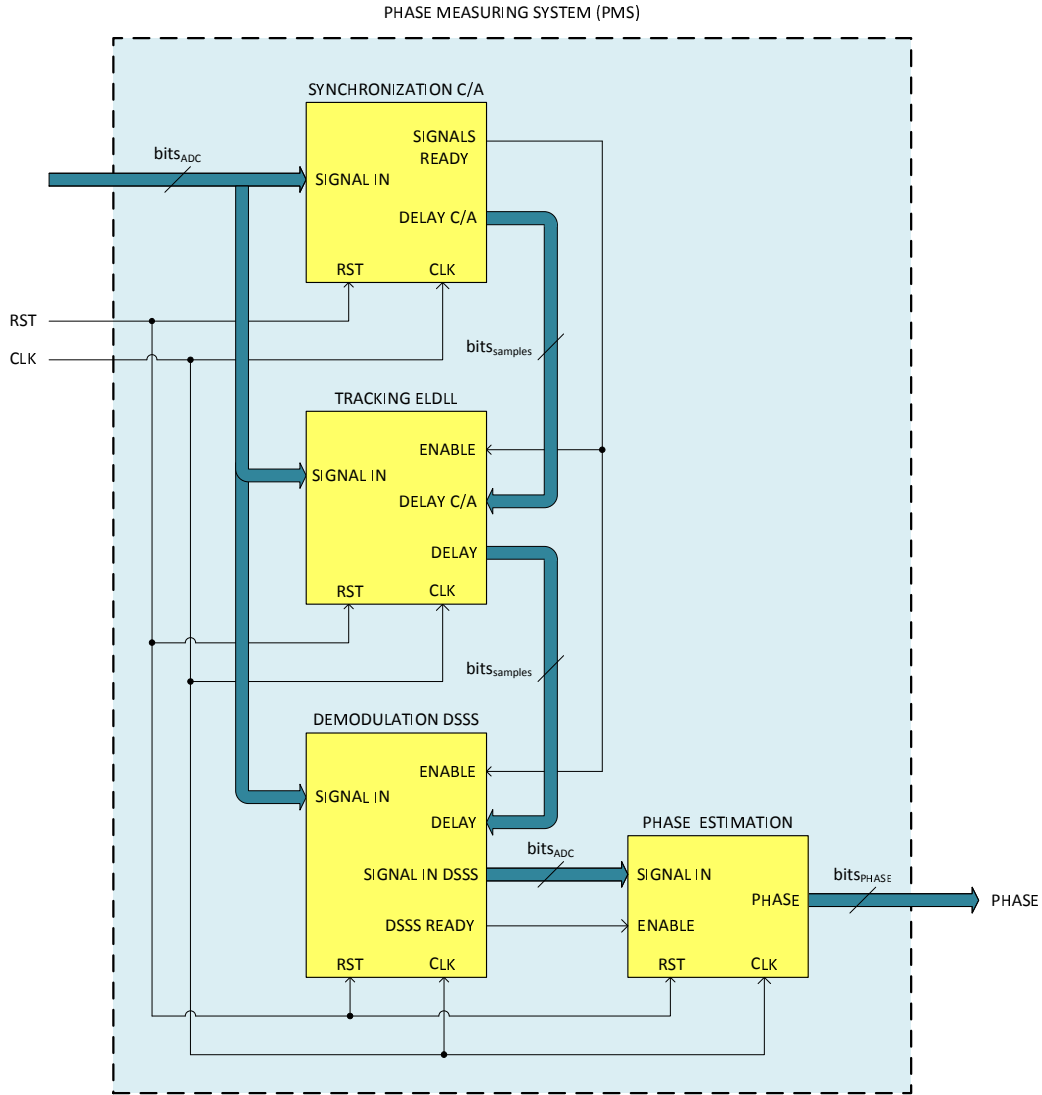 PHASE MEASURING SYSTEM (PMS)
SYNCHRONIZATION C/A
SIGNALS
READY
bitsADC
SIGNAL IN
DELAY C/A
RST
CLK
RST
CLK
bitssamples
TRACKING ELDLL
ENABLE
SIGNAL IN
DELAY C/A
DELAY
RST
CLK
bitssamples
DEMODULATION DSSS
ENABLE
SIGNAL IN
DELAY
SIGNAL IN DSSS
DSSS READY
RST
CLK
bitsADC
PHASE ESTIMATION
SIGNAL IN
PHASE
ENABLE
RST
CLK
bitsPHASE
PHASE